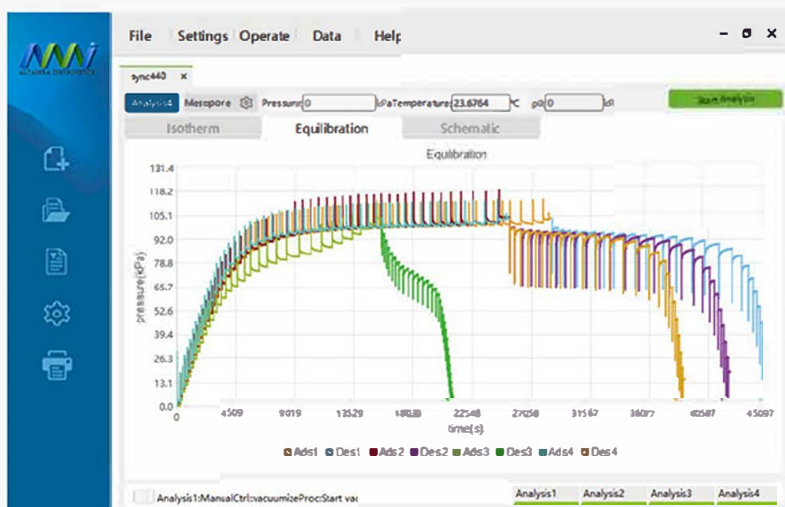 File Settings Operate Data Help
sync440 ×
Analysis4 Mesopore Pressure: 0 kPa Temperature: 23.6764 ℃ p0: 0 Start Analysis
Isotherm Equilibration Schematic
Equilibration
131.4
118.2
105.1
92.0
78.8
65.7
52.6
39.4
26.3
13.1
0.0
pressure(kPa)
0 4509 9019 13529 18038 22548 27058 31567 36077 40587 45097
time(s)
Ads1 Des1 Ads2 Des2 Ads3 Des3 Ads4 Des4
Analysis1:ManualCtrl:vacuumizeProc:Start vac
Analysis1 Analysis2 Analysis3 Analysis4